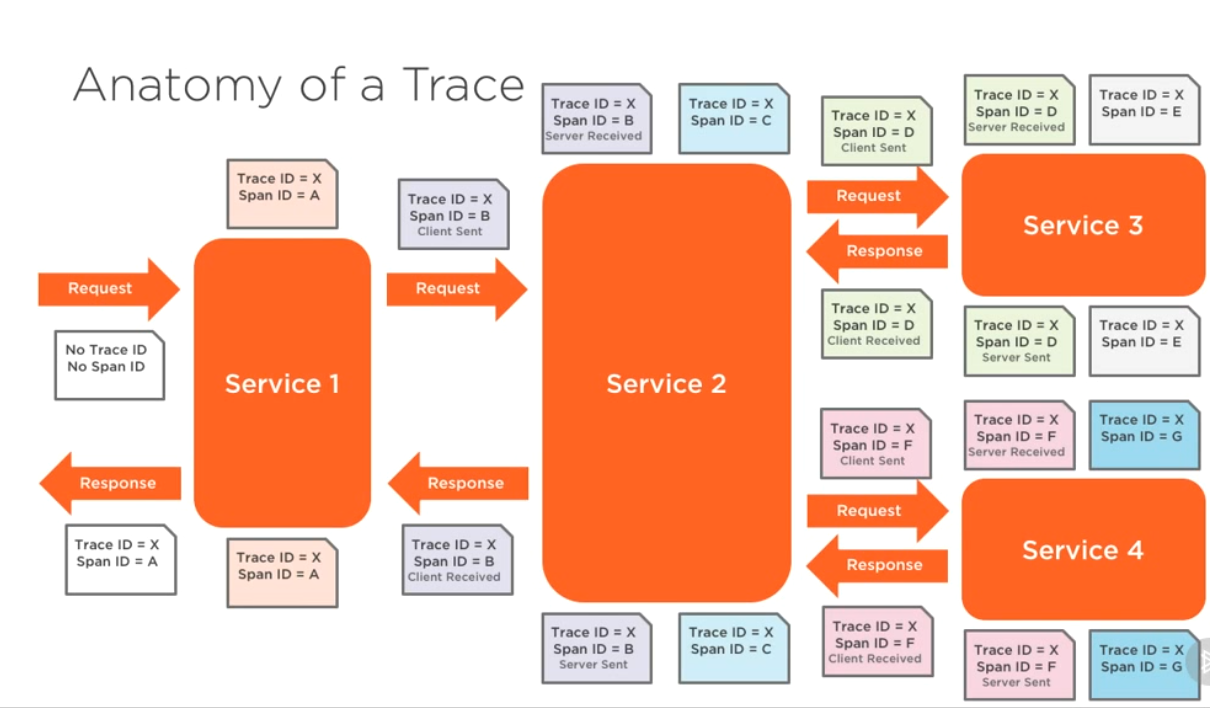 Anatomy of a Trace
Trace ID = X
Span ID = A
Request
No Trace ID
No Span ID
Service 1
Response
Trace ID = X
Span ID = A
Trace ID = X
Span ID = A
Trace ID = X
Span ID = B
Client Sent
Request
Response
Trace ID = X
Span ID = B
Client Received
Trace ID = X
Span ID = B
Server Received
Trace ID = X
Span ID = C
Service 2
Trace ID = X
Span ID = B
Server Sent
Trace ID = X
Span ID = C
Trace ID = X
Span ID = D
Client Sent
Request
Response
Trace ID = X
Span ID = D
Client Received
Trace ID = X
Span ID = D
Server Received
Trace ID = X
Span ID = E
Service 3
Trace ID = X
Span ID = D
Server Sent
Trace ID = X
Span ID = E
Trace ID = X
Span ID = F
Client Sent
Request
Response
Trace ID = X
Span ID = F
Client Received
Trace ID = X
Span ID = F
Server Received
Trace ID = X
Span ID = G
Service 4
Trace ID = X
Span ID = F
Server Sent
Trace ID = X
Span ID = G